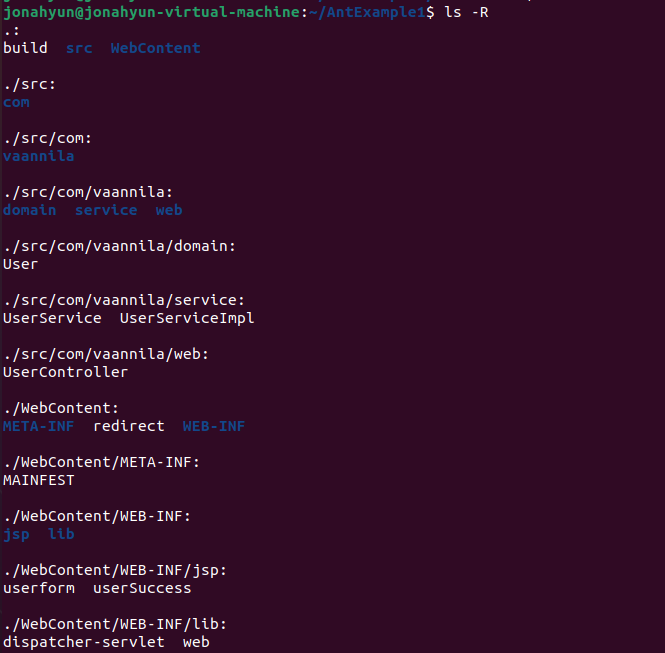 jonahyun@jonahyun-virtual-machine:~/AntExample1$ ls -R
.:
build  src  WebContent
./src:
com
./src/com:
vaannila
./src/com/vaannila:
domain  service  web
./src/com/vaannila/domain:
User
./src/com/vaannila/service:
UserService  UserServiceImpl
./src/com/vaannila/web:
UserController
./WebContent:
META-INF  redirect  WEB-INF
./WebContent/META-INF:
MAINFEST
./WebContent/WEB-INF:
jsp  lib
./WebContent/WEB-INF/jsp:
userform  userSuccess
./WebContent/WEB-INF/lib:
dispatcher-servlet  web